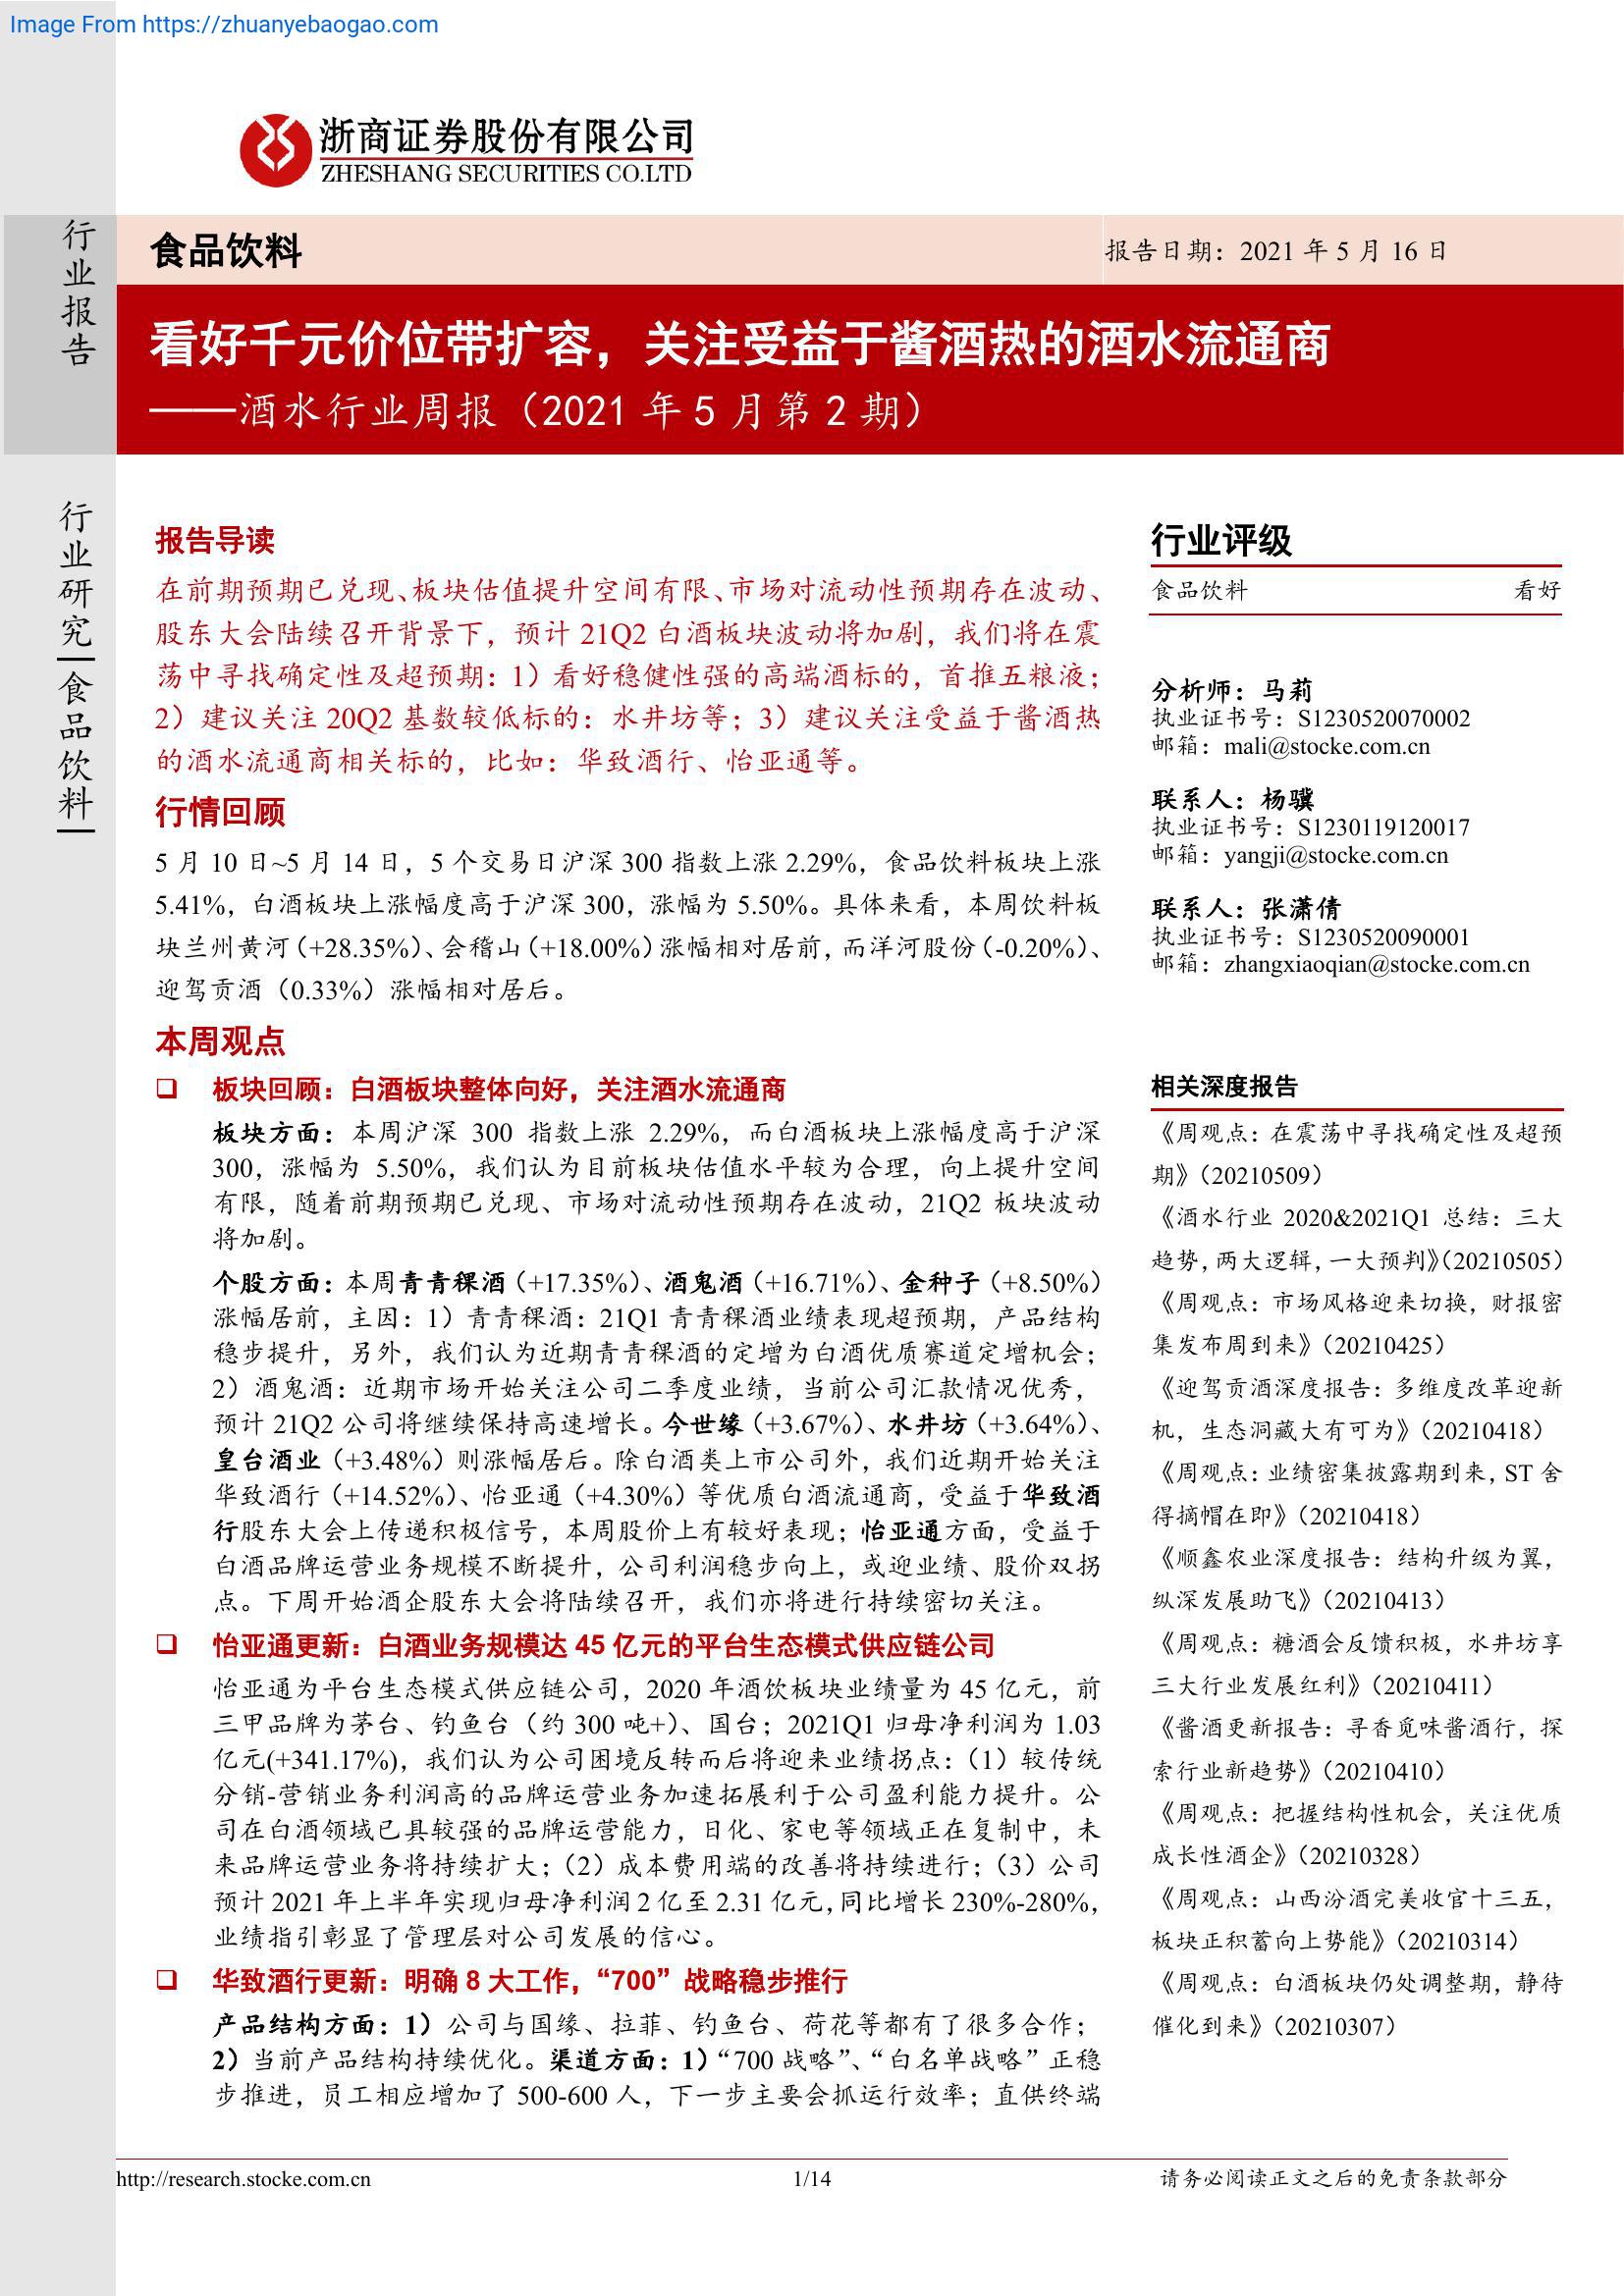 Image From https://zhuanyebaogao.com
浙商证券股份有限公司
ZHESHANG SECURITIES CO.LTD
行业报告
行业研究|食品饮料|
食品饮料
报告日期：2021 年 5 月 16 日
看好千元价位带扩容，关注受益于酱酒热的酒水流通商
——酒水行业周报（2021 年 5 月第 2 期）
报告导读
在前期预期已兑现、板块估值提升空间有限、市场对流动性预期存在波动、
股东大会陆续召开背景下，预计 21Q2 白酒板块波动将加剧，我们将在震
荡中寻找确定性及超预期：1）看好稳健性强的高端酒标的，首推五粮液；
2）建议关注 20Q2 基数较低标的：水井坊等；3）建议关注受益于酱酒热
的酒水流通商相关标的，比如：华致酒行、怡亚通等。
行情回顾
5 月 10 日~5 月 14 日，5 个交易日沪深 300 指数上涨 2.29%，食品饮料板块上涨
5.41%，白酒板块上涨幅度高于沪深 300，涨幅为 5.50%。具体来看，本周饮料板
块兰州黄河（+28.35%）、会稽山（+18.00%）涨幅相对居前，而洋河股份（-0.20%）、
迎驾贡酒（0.33%）涨幅相对居后。
本周观点
❑ 板块回顾：白酒板块整体向好，关注酒水流通商
板块方面：本周沪深 300 指数上涨 2.29%，而白酒板块上涨幅度高于沪深
300，涨幅为 5.50%，我们认为目前板块估值水平较为合理，向上提升空间
有限，随着前期预期已兑现、市场对流动性预期存在波动，21Q2 板块波动
将加剧。
个股方面：本周青青稞酒（+17.35%）、酒鬼酒（+16.71%）、金种子（+8.50%）
涨幅居前，主因：1）青青稞酒：21Q1 青青稞酒业绩表现超预期，产品结构
稳步提升，另外，我们认为近期青青稞酒的定增为白酒优质赛道定增机会；
2）酒鬼酒：近期市场开始关注公司二季度业绩，当前公司汇款情况优秀，
预计 21Q2 公司将继续保持高速增长。今世缘（+3.67%）、水井坊（+3.64%）、
皇台酒业（+3.48%）则涨幅居后。除白酒类上市公司外，我们近期开始关注
华致酒行（+14.52%）、怡亚通（+4.30%）等优质白酒流通商，受益于华致酒
行股东大会上传递积极信号，本周股价上有较好表现；怡亚通方面，受益于
白酒品牌运营业务规模不断提升，公司利润稳步向上，或迎业绩、股价双拐
点。下周开始酒企股东大会将陆续召开，我们亦将进行持续密切关注。
❑ 怡亚通更新：白酒业务规模达 45 亿元的平台生态模式供应链公司
怡亚通为平台生态模式供应链公司，2020 年酒饮板块业绩量为 45 亿元，前
三甲品牌为茅台、钓鱼台（约 300 吨+）、国台；2021Q1 归母净利润为 1.03
亿元(+341.17%)，我们认为公司困境反转而后将迎来业绩拐点：（1）较传统
分销-营销业务利润高的品牌运营业务加速拓展利于公司盈利能力提升。公
司在白酒领域已具较强的品牌运营能力，日化、家电等领域正在复制中，未
来品牌运营业务将持续扩大；（2）成本费用端的改善将持续进行；（3）公司
预计 2021 年上半年实现归母净利润 2 亿至 2.31 亿元，同比增长 230%-280%，
业绩指引彰显了管理层对公司发展的信心。
❑ 华致酒行更新：明确 8 大工作，“700”战略稳步推行
产品结构方面：1）公司与国缘、拉菲、钓鱼台、荷花等都有了很多合作；
2）当前产品结构持续优化。渠道方面：1）“700 战略”、“白名单战略”正稳
步推进，员工相应增加了 500-600 人，下一步主要会抓运行效率；直供终端
行业评级
食品饮料 看好
分析师：马莉
执业证书号：S1230520070002
邮箱：mali@stocke.com.cn
联系人：杨骥
执业证书号：S1230119120017
邮箱：yangji@stocke.com.cn
联系人：张潇倩
执业证书号：S1230520090001
邮箱：zhangxiaoqian@stocke.com.cn
相关深度报告
《周观点：在震荡中寻找确定性及超预
期》（20210509）
《酒水行业 2020&2021Q1 总结：三大
趋势，两大逻辑，一大预判》（20210505）
《周观点：市场风格迎来切换，财报密
集发布周到来》（20210425）
《迎驾贡酒深度报告：多维度改革迎新
机，生态洞藏大有可为》（20210418）
《周观点：业绩密集披露期到来，ST 舍
得摘帽在即》（20210418）
《顺鑫农业深度报告：结构升级为翼，
纵深发展助飞》（20210413）
《周观点：糖酒会反馈积极，水井坊享
三大行业发展红利》（20210411）
《酱酒更新报告：寻香觅味酱酒行，探
索行业新趋势》（20210410）
《周观点：把握结构性机会，关注优质
成长性酒企》（20210328）
《周观点：山西汾酒完美收官十三五，
板块正积蓄向上势能》（20210314）
《周观点：白酒板块仍处调整期，静待
催化到来》（20210307）
http://research.stocke.com.cn
1/14
请务必阅读正文之后的免责条款部分